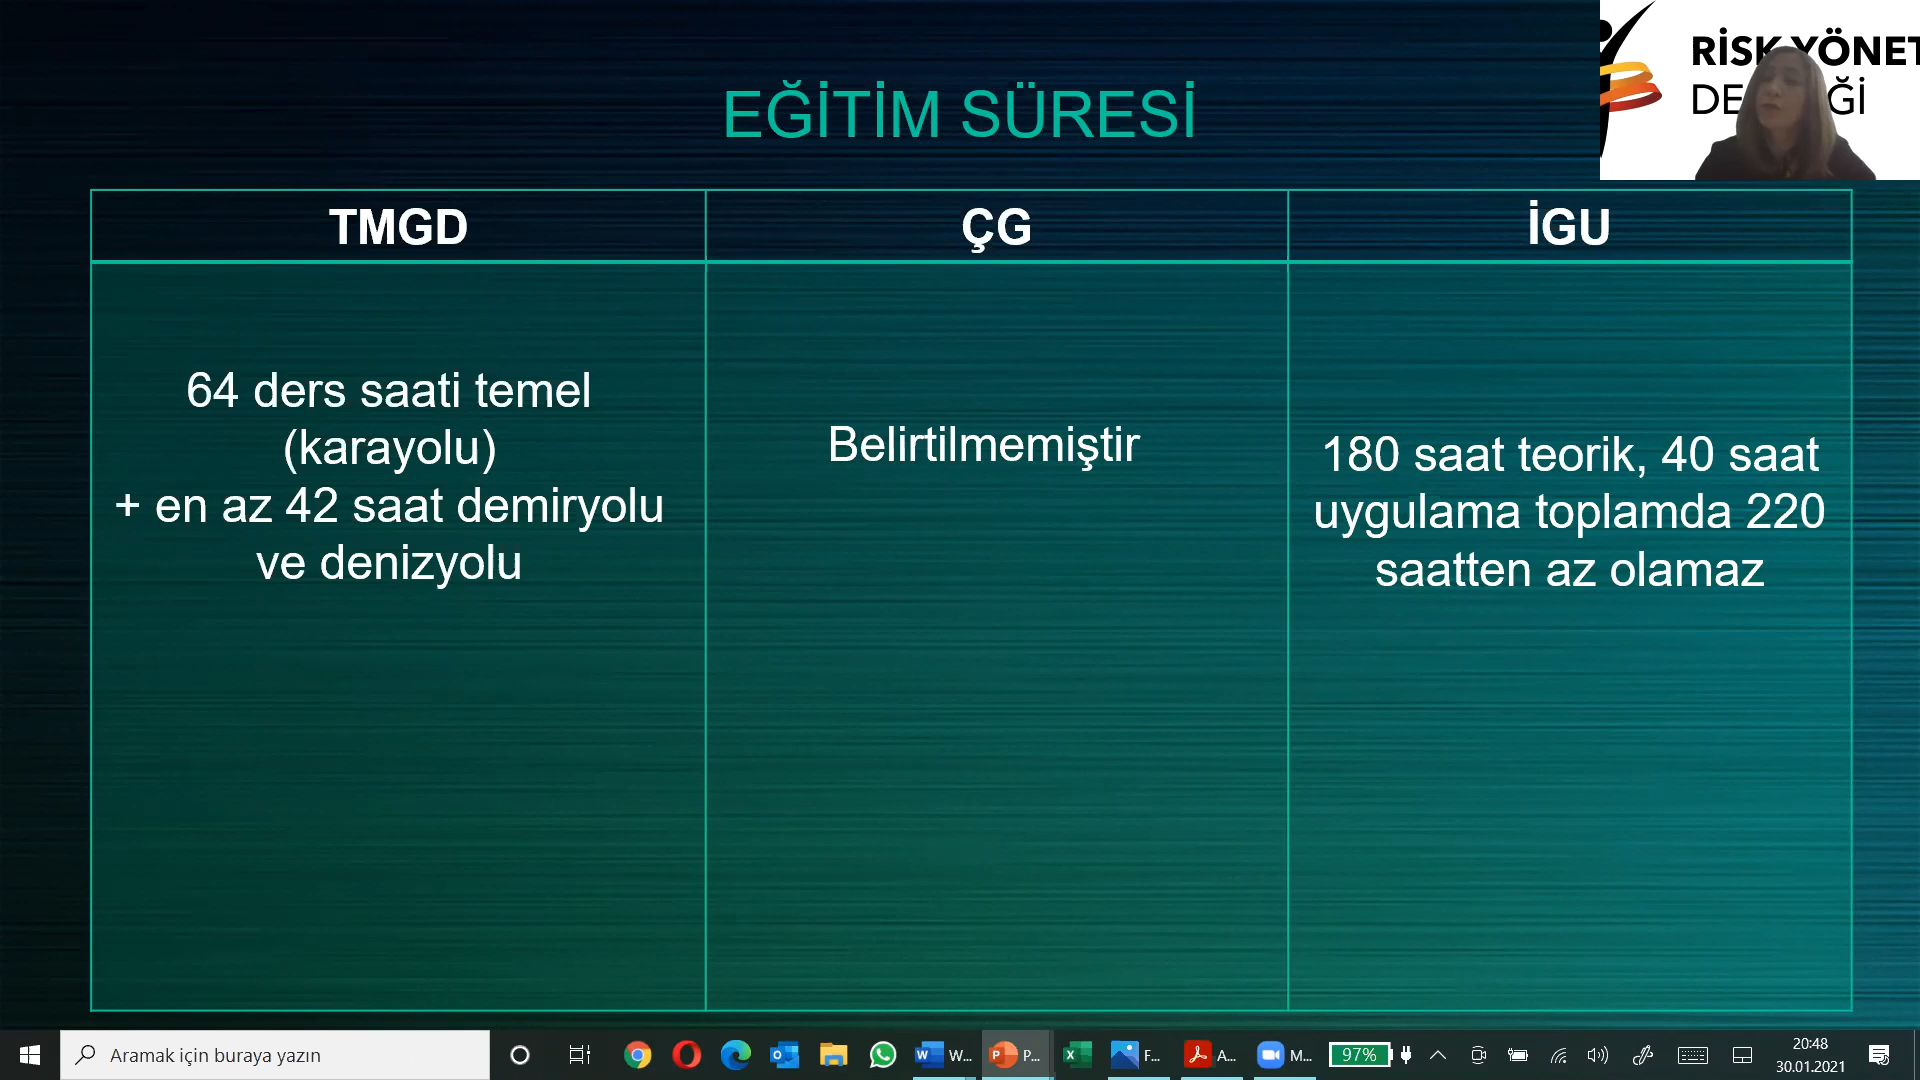 RİSK YÖNET
DE
Ğİ
EĞİTİM SÜRESİ
TMGD
ÇG
İGU
64 ders saati temel
(karayolu)
+ en az 42 saat demiryolu
ve denizyolu
Belirtilmemiştir
180 saat teorik, 40 saat
uygulama toplamda 220
saatten az olamaz
Aramak için buraya yazın
W...
P...
F...
A...
M...
97%
20:48
30.01.2021